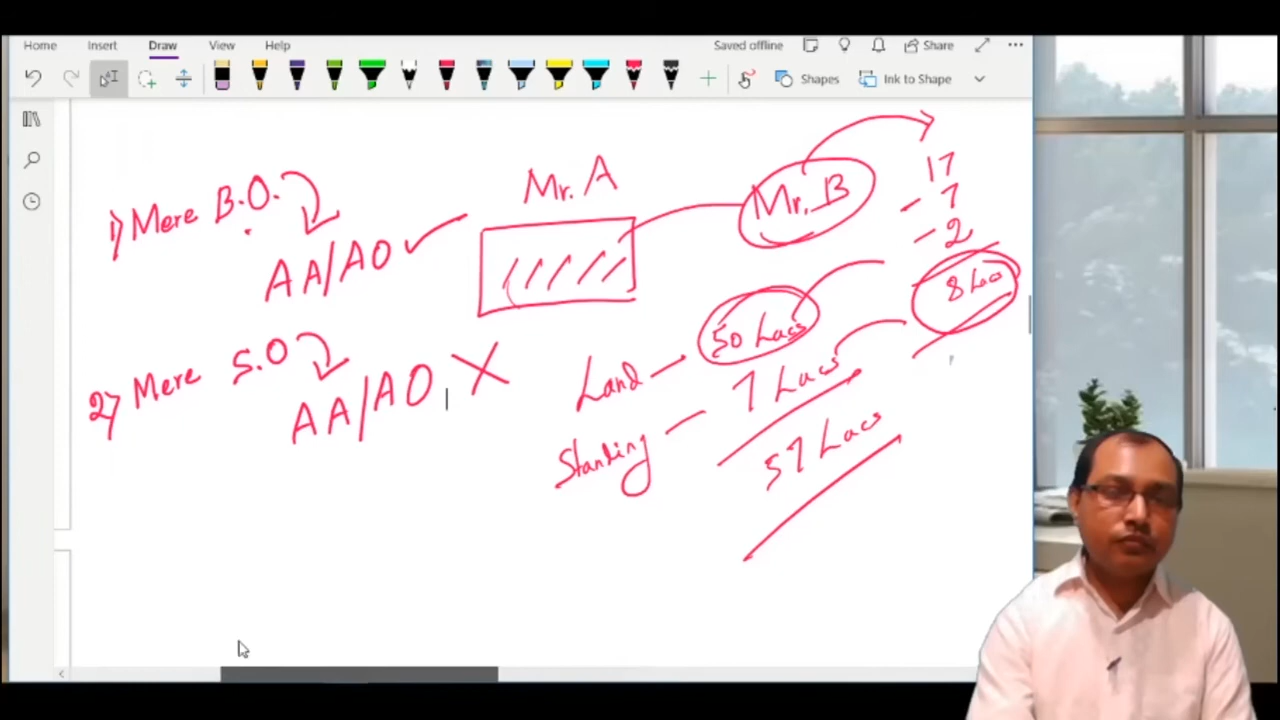 Home Insert Draw View Help Saved offline Share
Shapes Ink to Shape
1) Mere B.O.
AA/AO
2) Mere S.O
AA/AO
Mr. A
Mr. B
17
- 7
- 2
8 Lacs
Land - 50 Lacs
Standing - 7 Lacs
57 Lacs